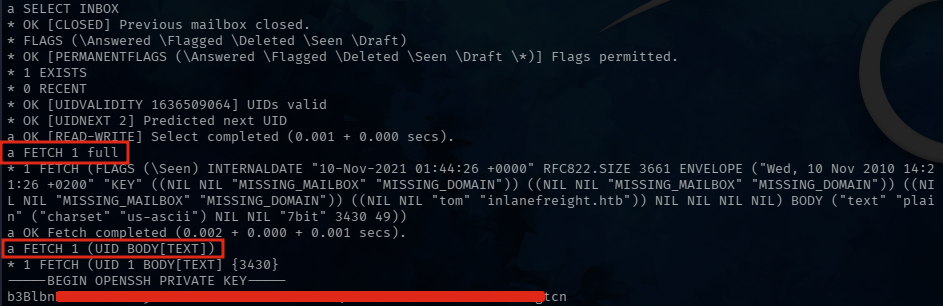 a SELECT INBOX
* OK [CLOSED] Previous mailbox closed.
* FLAGS (\Answered \Flagged \Deleted \Seen \Draft)
* OK [PERMANENTFLAGS (\Answered \Flagged \Deleted \Seen \Draft \*)] Flags permitted.
* 1 EXISTS
* 0 RECENT
* OK [UIDVALIDITY 1636509064] UIDs valid
* OK [UIDNEXT 2] Predicted next UID
a OK [READ-WRITE] Select completed (0.001 + 0.000 secs).
a FETCH 1 full
* 1 FETCH (FLAGS (\Seen) INTERNALDATE "10-Nov-2021 01:44:26 +0000" RFC822.SIZE 3661 ENVELOPE ("Wed, 10 Nov 2010 14:2
1:26 +0200" "KEY" ((NIL NIL "MISSING_MAILBOX" "MISSING_DOMAIN")) ((NIL NIL "MISSING_MAILBOX" "MISSING_DOMAIN")) ((NI
L NIL "MISSING_MAILBOX" "MISSING_DOMAIN")) ((NIL NIL "tom" "inlanefreight.htb")) NIL NIL NIL NIL) BODY ("text" "plai
n" ("charset" "us-ascii") NIL NIL "7bit" 3430 49))
a OK Fetch completed (0.002 + 0.000 + 0.001 secs).
a FETCH 1 (UID BODY[TEXT])
* 1 FETCH (UID 1 BODY[TEXT] {3430}
-----BEGIN OPENSSH PRIVATE KEY-----
b3Blbn gtcn